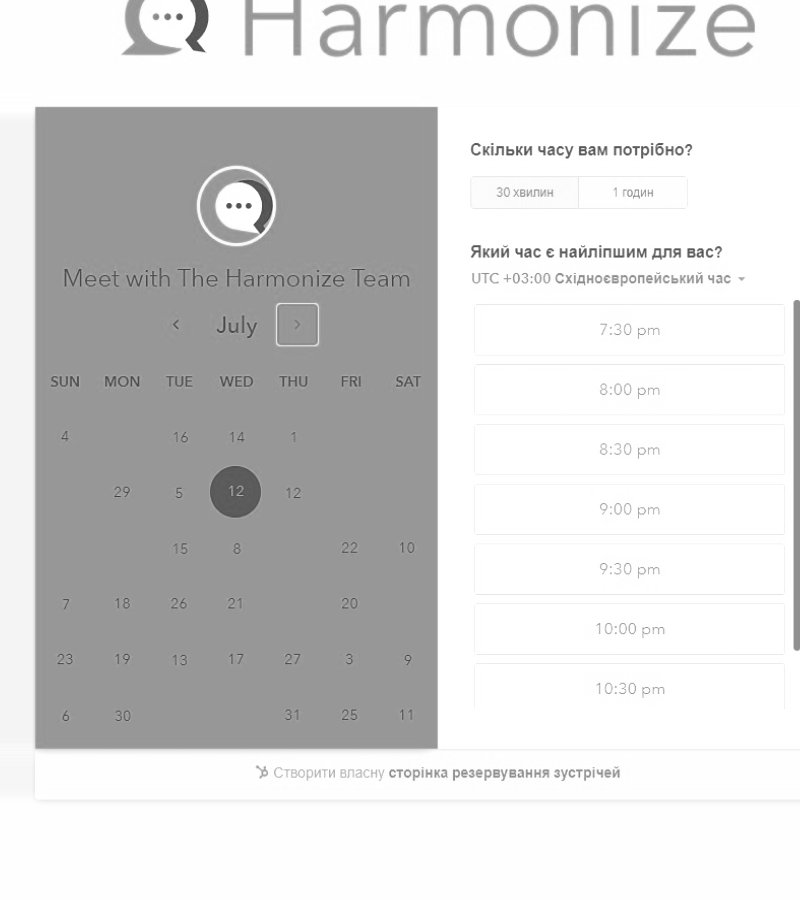 Harmonize
Meet with The Harmonize Team
July
SUN MON TUE WED THU FRI SAT
4 16 14 1
29 5 12 12
15 8 22 10
7 18 26 21 20
23 19 13 17 27 3 9
6 30 31 25 11
Скільки часу вам потрібно?
30 хвилин 1 годин
Який час є найліпшим для вас?
UTC +03:00 Східноєвропейський час
7:30 pm
8:00 pm
8:30 pm
9:00 pm
9:30 pm
10:00 pm
10:30 pm
Створити власну сторінка резервування зустрічей